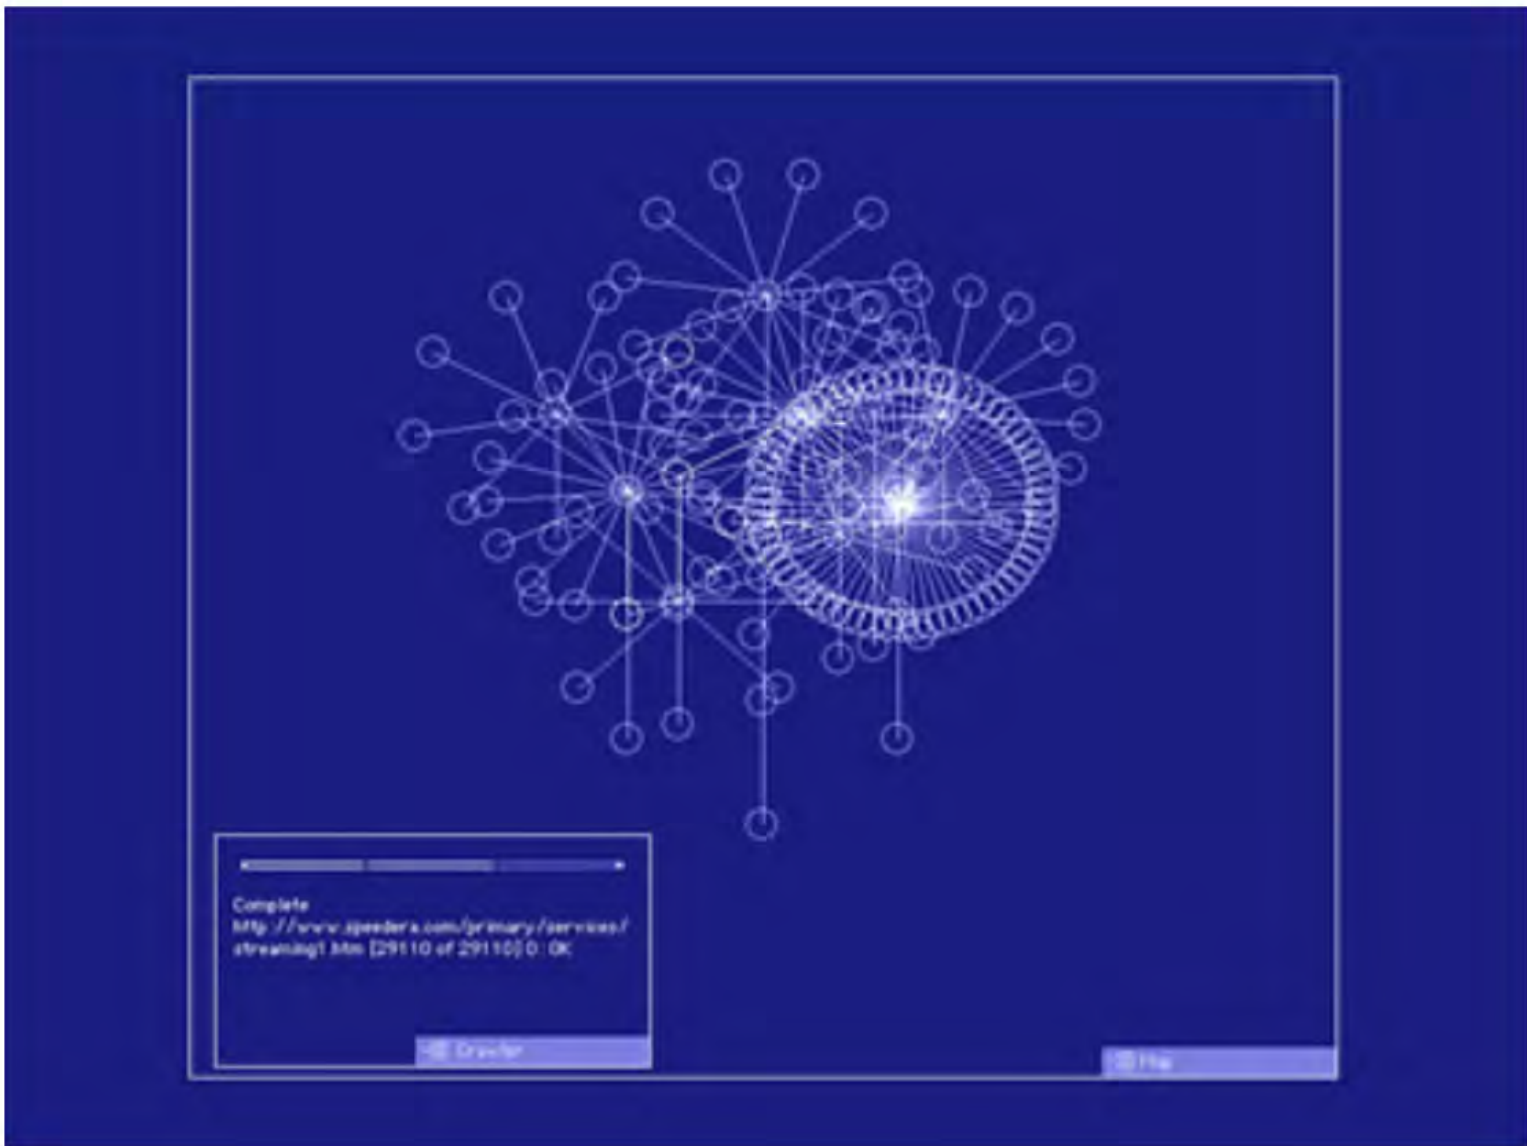 Complete
http://www.speedera.com/primary/services/
streaming1.htm [29110 of 29110] 0: OK
Crawler
Map